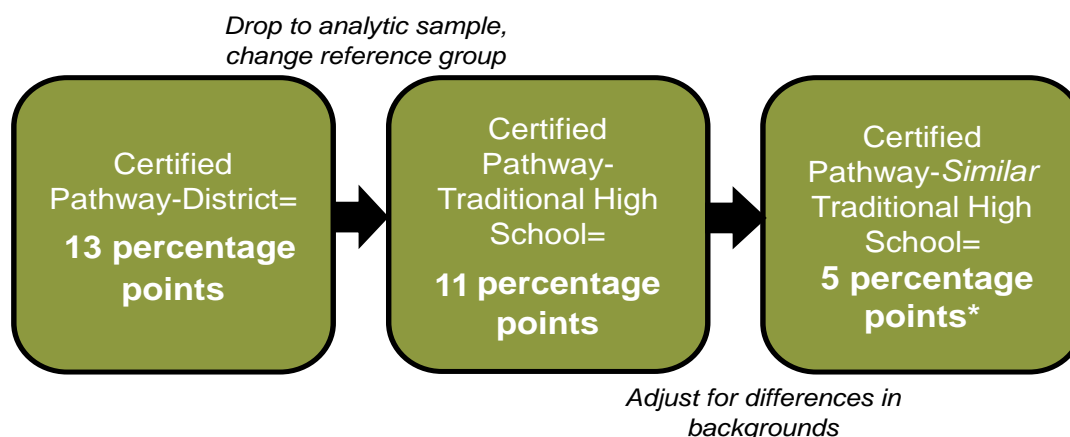 Drop to analytic sample,
change reference group
Certified
Pathway-District=
13 percentage
points
Certified
Pathway-
Traditional High
School=
11 percentage
points
Certified
Pathway-Similar
Traditional High
School=
5 percentage
points*
Adjust for differences in
backgrounds